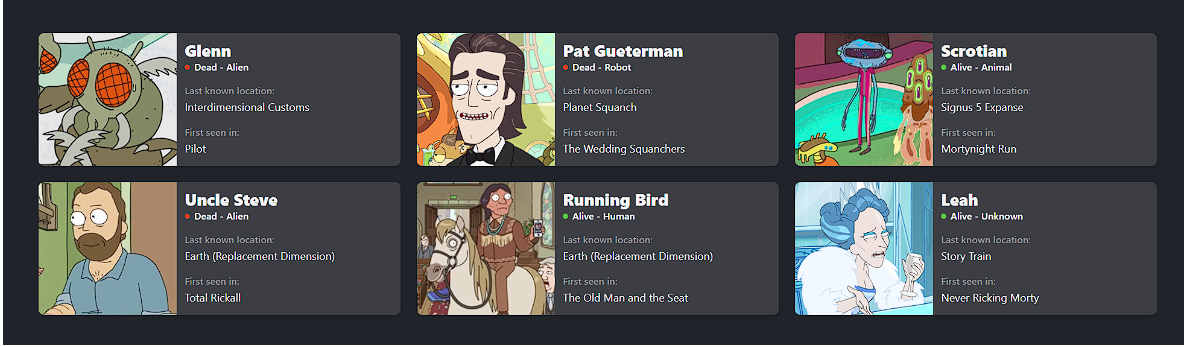 Glenn
Dead - Alien
Last known location:
Interdimensional Customs
First seen in:
Pilot
Pat Gueterman
Dead - Robot
Last known location:
Planet Squanch
First seen in:
The Wedding Squanchers
Scrotian
Alive - Animal
Last known location:
Signus 5 Expanse
First seen in:
Mortynight Run
Uncle Steve
Dead - Alien
Last known location:
Earth (Replacement Dimension)
First seen in:
Total Rickall
Running Bird
Alive - Human
Last known location:
Earth (Replacement Dimension)
First seen in:
The Old Man and the Seat
Leah
Alive - Unknown
Last known location:
Story Train
First seen in:
Never Ricking Morty